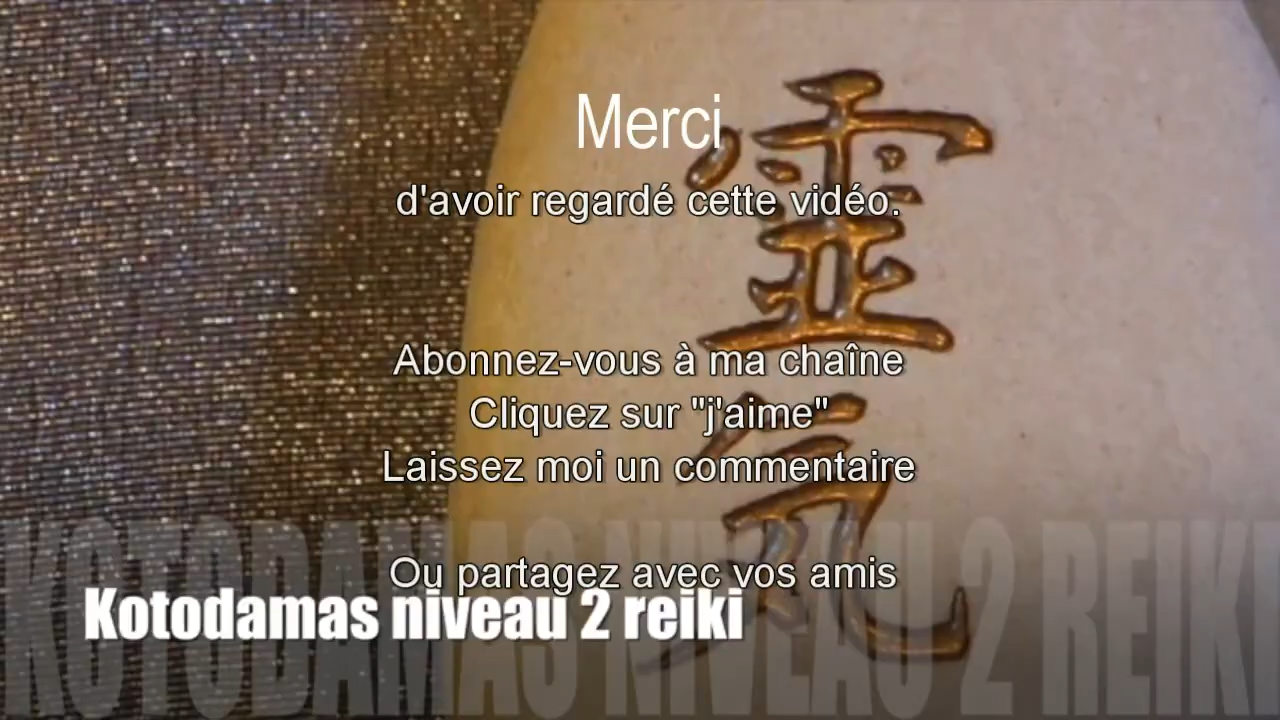 Merci
d'avoir regardé cette vidéo.
Abonnez-vous à ma chaîne
Cliquez sur "j'aime"
Laissez moi un commentaire
Ou partagez avec vos amis
Kotodamas niveau 2 reiki
KOTODAMAS NIVEAU 2 REIKI
靈
気